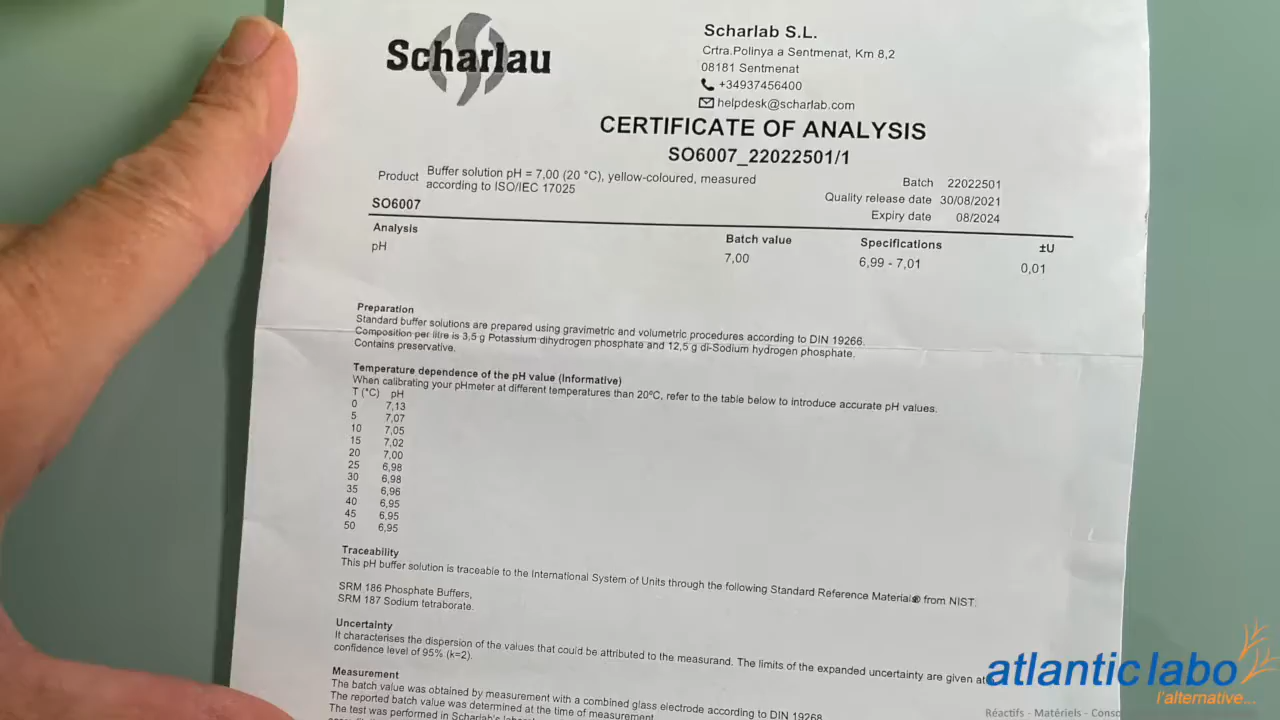 Scharlau
Scharlab S.L.
Crtra.Polinya a Sentmenat, Km 8,2
08181 Sentmenat
+34937456400
helpdesk@scharlab.com
CERTIFICATE OF ANALYSIS
SO6007_22022501/1
Product Buffer solution pH = 7,00 (20 °C), yellow-coloured, measured
according to ISO/IEC 17025
Batch 22022501
Quality release date 30/08/2021
Expiry date 08/2024
SO6007
Analysis Batch value Specifications ±U
pH 7,00 6,99 - 7,01 0,01
Preparation
Standard buffer solutions are prepared using gravimetric and volumetric procedures according to DIN 19266.
Composition per litre is 3,5 g Potassium dihydrogen phosphate and 12,5 g di-Sodium hydrogen phosphate.
Contains preservative.
Temperature dependence of the pH value (Informative)
When calibrating your pHmeter at different temperatures than 20ºC, refer to the table below to introduce accurate pH values.
T (°C) pH
0 7,13
5 7,07
10 7,05
15 7,02
20 7,00
25 6,98
30 6,98
35 6,96
40 6,95
45 6,95
50 6,95
Traceability
This pH buffer solution is traceable to the International System of Units through the following Standard Reference Materials® from NIST:
SRM 186 Phosphate Buffers,
SRM 187 Sodium tetraborate.
Uncertainty
It characterises the dispersion of the values that could be attributed to the measurand. The limits of the expanded uncertainty are given at
confidence level of 95% (k=2).
Measurement
The batch value was obtained by measurement with a combined glass electrode according to DIN 19268.
The reported batch value was determined at the time of measurement.
The test was performed in Scharlab's
atlantic labo
l'alternative...
Réactifs - Matériels - Conso